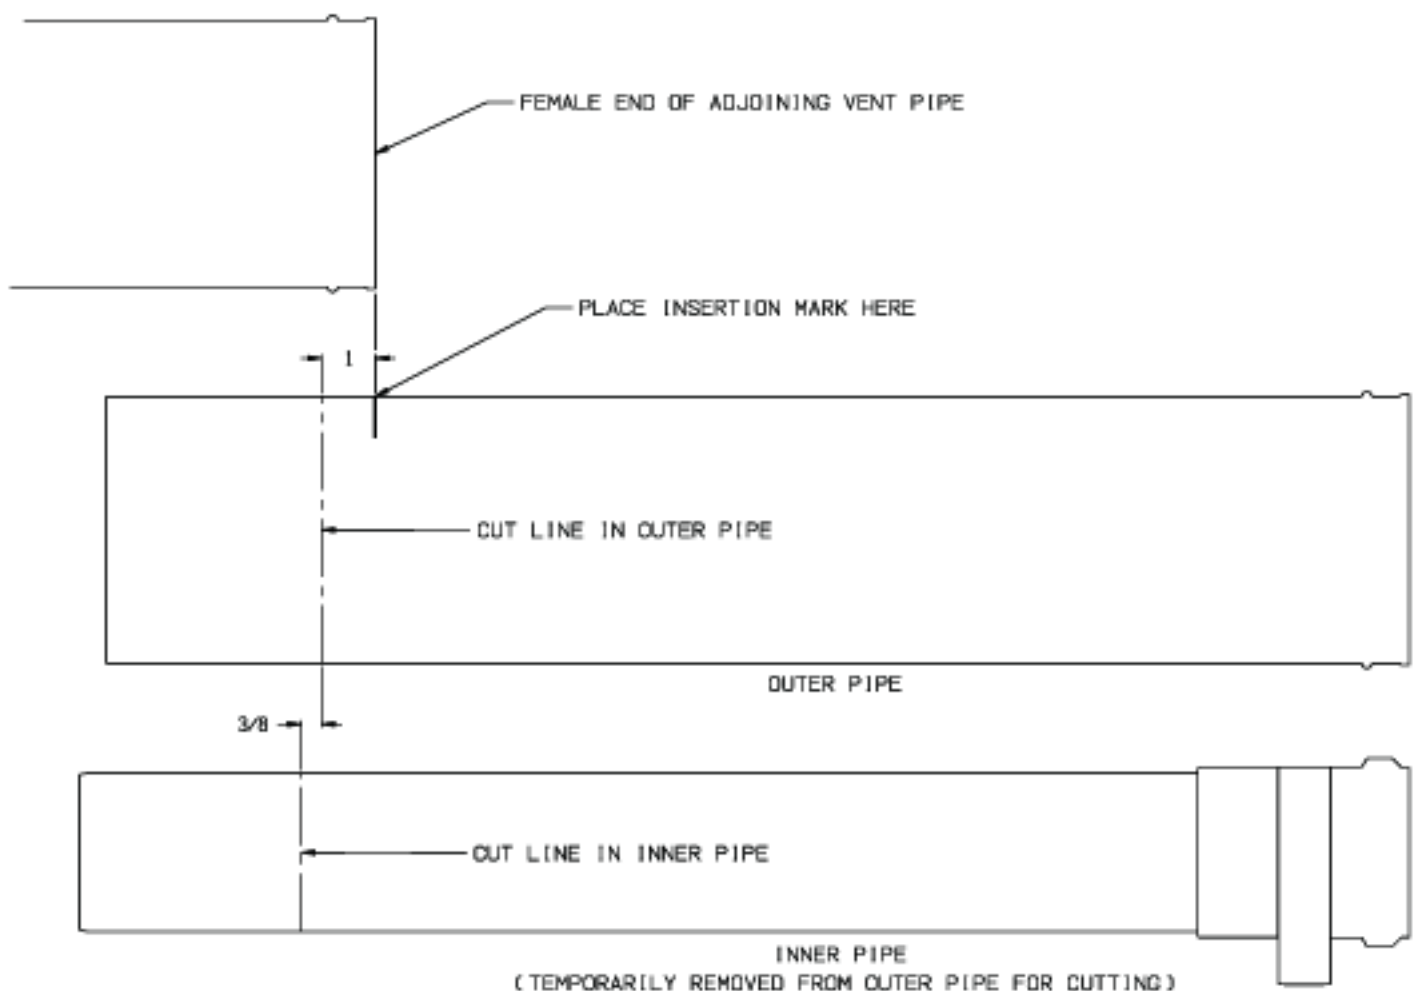 FEMALE END OF ADJOINING VENT PIPE
PLACE INSERTION MARK HERE
1
CUT LINE IN OUTER PIPE
OUTER PIPE
3/8
CUT LINE IN INNER PIPE
INNER PIPE
(TEMPORARILY REMOVED FROM OUTER PIPE FOR CUTTING)